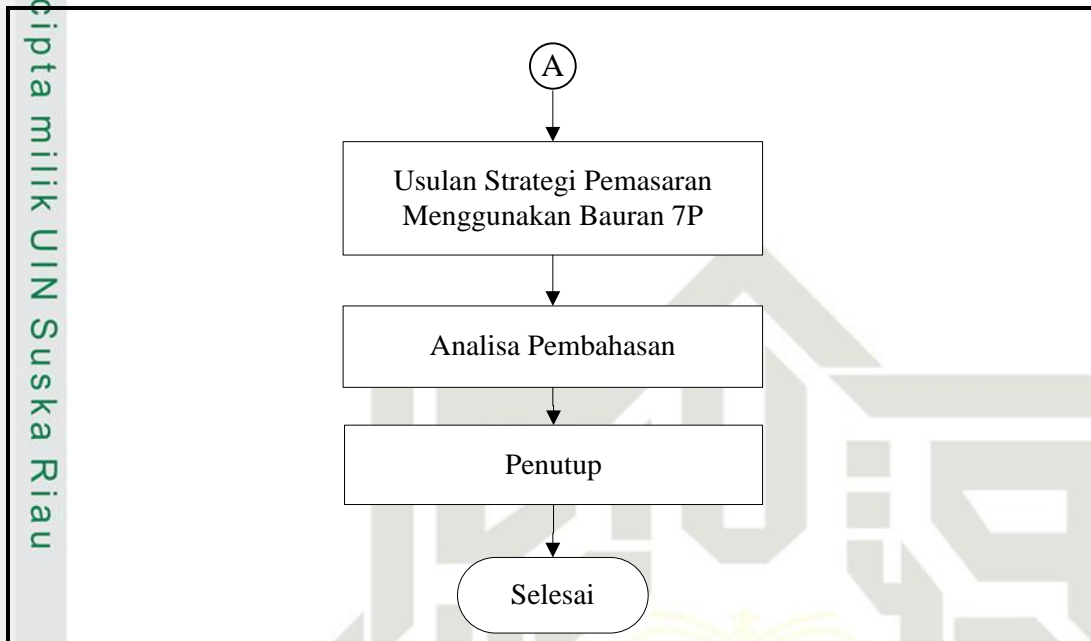 cipta milik UIN Suska Riau
A
Usulan Strategi Pemasaran
Menggunakan Bauran 7P
Analisa Pembahasan
Penutup
Selesai